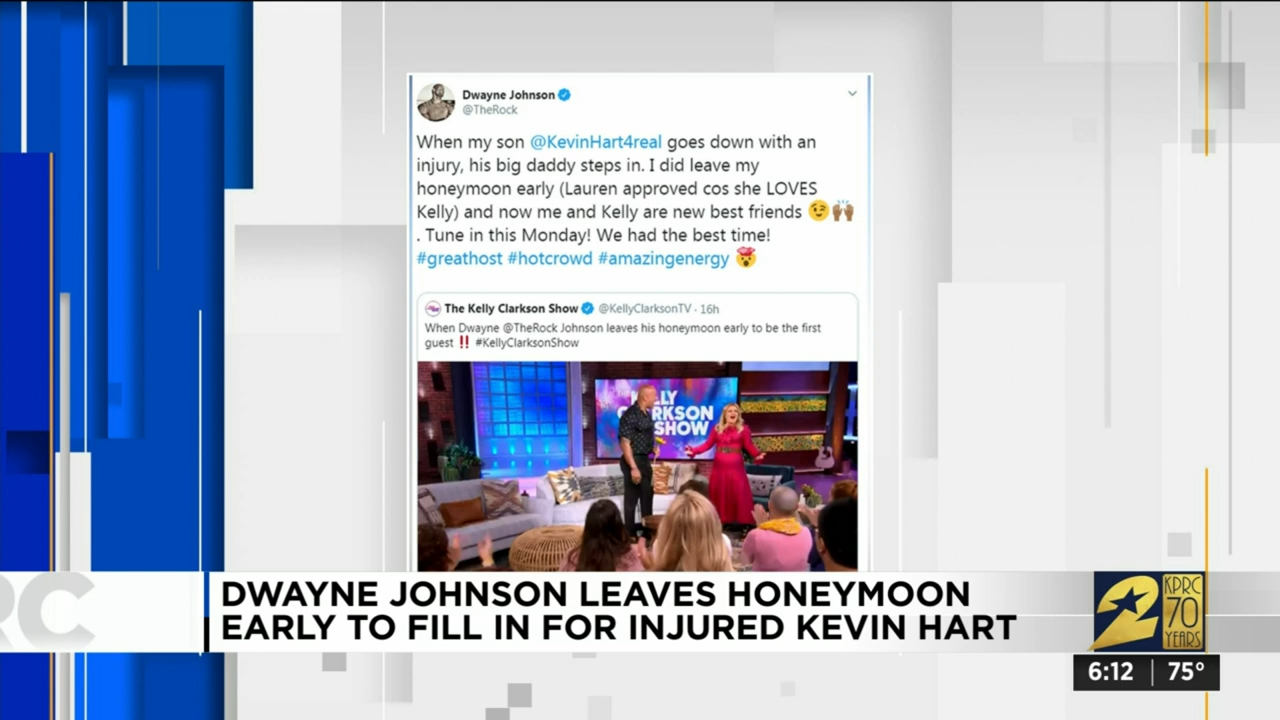 Dwayne Johnson
@TheRock
When my son @KevinHart4real goes down with an
injury, his big daddy steps in. I did leave my
honeymoon early (Lauren approved cos she LOVES
Kelly) and now me and Kelly are new best friends 😉🙌🏽
. Tune in this Monday! We had the best time!
#greathost #hotcrowd #amazingenergy 🤯
The Kelly Clarkson Show @KellyClarksonTV · 16h
When Dwayne @TheRock Johnson leaves his honeymoon early to be the first
guest ‼️ #KellyClarksonShow
KELLY
CLARKSON
SHOW
RC
DWAYNE JOHNSON LEAVES HONEYMOON
EARLY TO FILL IN FOR INJURED KEVIN HART
2
KPRC
70
YEARS
6:12 | 75°